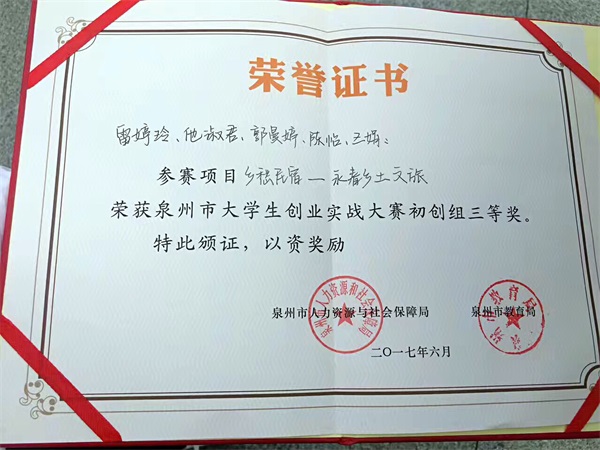 荣誉证书
留婷玲、他淑君、郭曼婷、陈怡、王娟:
参赛项目乡愁民宿—永春乡土文旅
荣获泉州市大学生创业实战大赛初创组三等奖。
特此颁证，以资奖励
泉州市人力资源与社会保障局 泉州市教育局
二〇一七年六月